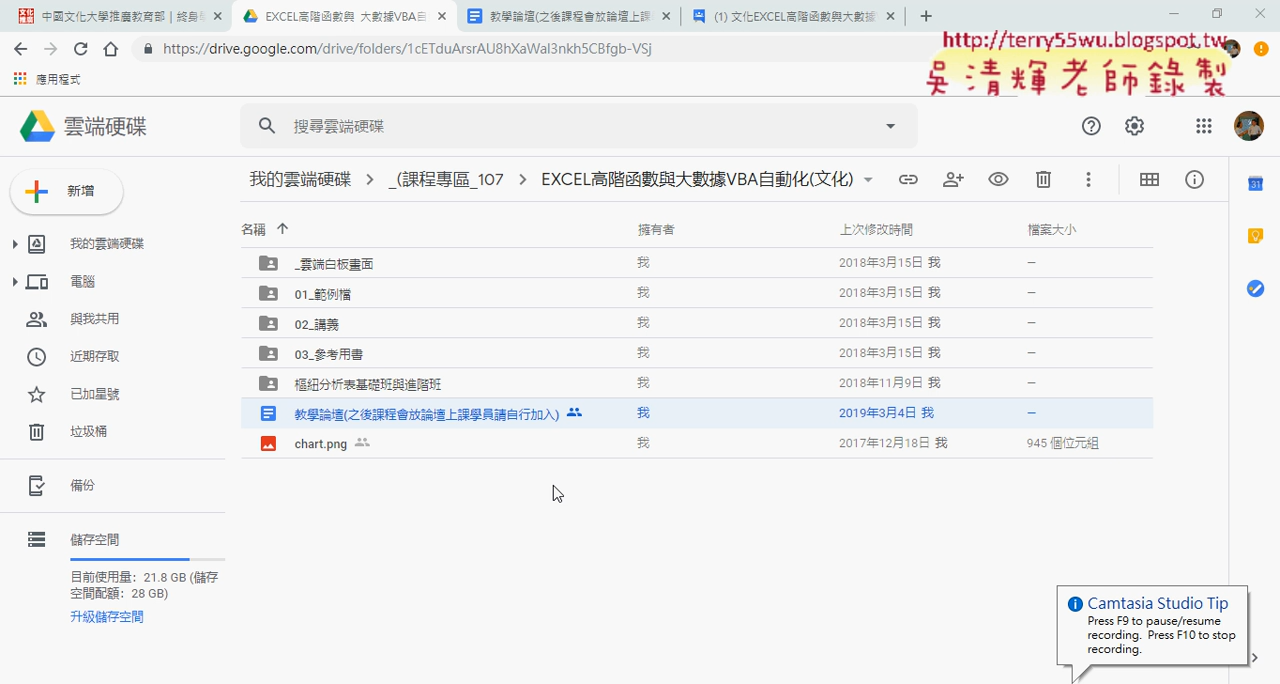 中國文化大學推廣教育部 | 終身學
EXCEL高階函數與 大數據VBA自
教學論壇(之後課程會放論壇上課
(1) 文化EXCEL高階函數與大數據
https://drive.google.com/drive/folders/1cETduArsrAU8hXaWaI3nkh5CBfgb-VSj
http://terry55wu.blogspot.tw
吳清輝老師錄製
應用程式
雲端硬碟
搜尋雲端硬碟
新增
我的雲端硬碟
_(課程專區_107
EXCEL高階函數與大數據VBA自動化(文化)
31
名稱
擁有者
上次修改時間
檔案大小
我的雲端硬碟
電腦
與我共用
近期存取
已加星號
垃圾桶
備份
儲存空間
目前使用量: 21.8 GB (儲存
空間配額: 28 GB)
升級儲存空間
_雲端白板畫面 我 2018年3月15日 我 –
01_範例檔 我 2018年3月15日 我 –
02_講義 我 2018年3月15日 我 –
03_參考用書 我 2018年3月15日 我 –
樞紐分析表基礎班與進階班 我 2018年11月9日 我 –
教學論壇(之後課程會放論壇上課學員請自行加入) 我 2019年3月4日 我 –
chart.png 我 2017年12月18日 我 945 個位元組
Camtasia Studio Tip
Press F9 to pause/resume
recording. Press F10 to stop
recording.